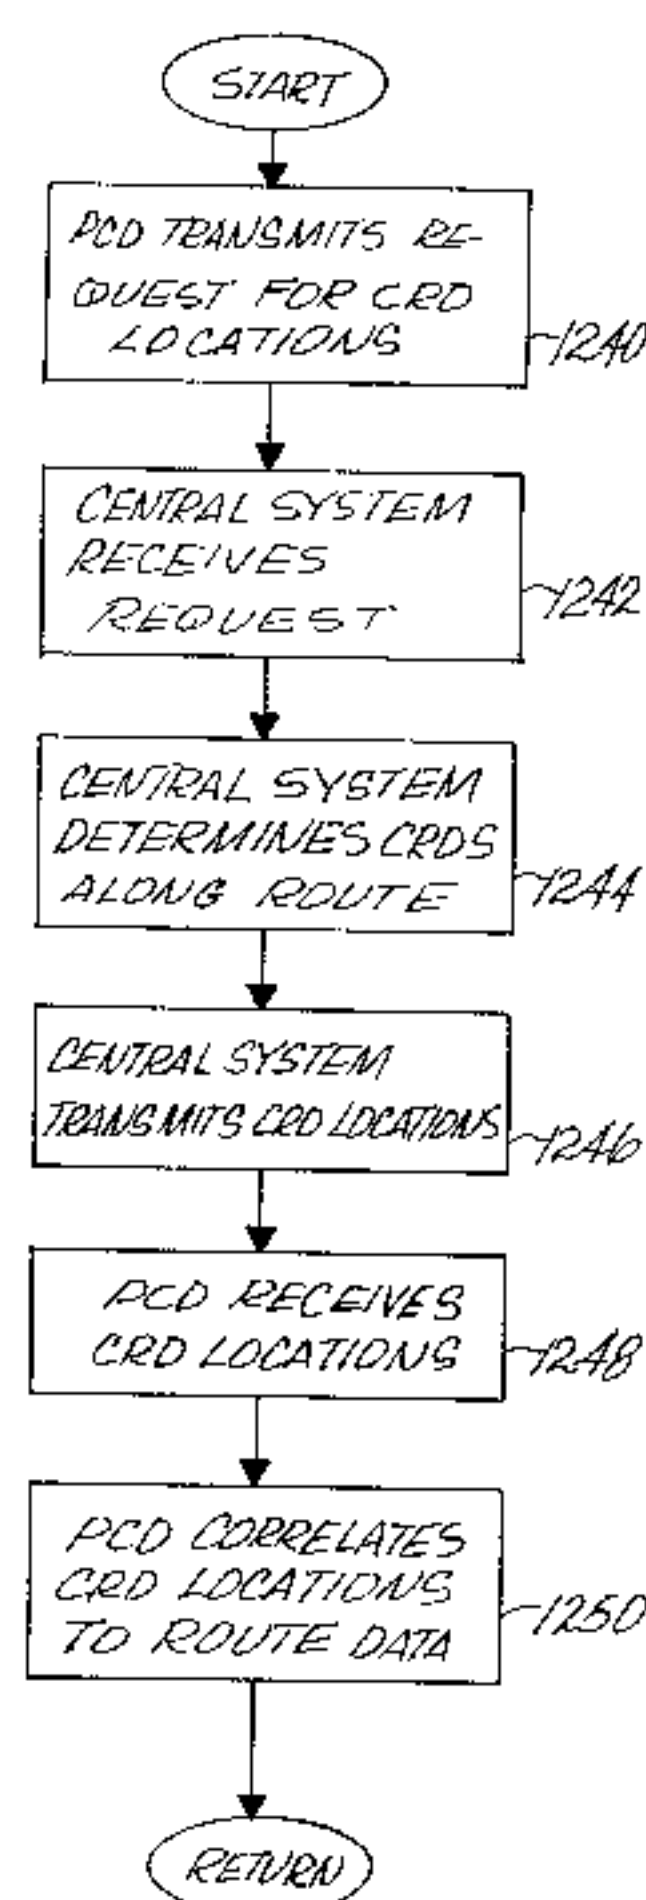 START
PCD TRANSMITS RE-
QUEST FOR CRD
LOCATIONS
1240
CENTRAL SYSTEM
RECEIVES
REQUEST
1242
CENTRAL SYSTEM
DETERMINES CRDS
ALONG ROUTE
1244
CENTRAL SYSTEM
TRANSMITS CRD LOCATIONS
1246
PCD RECEIVES
CRD LOCATIONS
1248
PCD CORRELATES
CRD LOCATIONS
TO ROUTE DATA
1250
RETURN